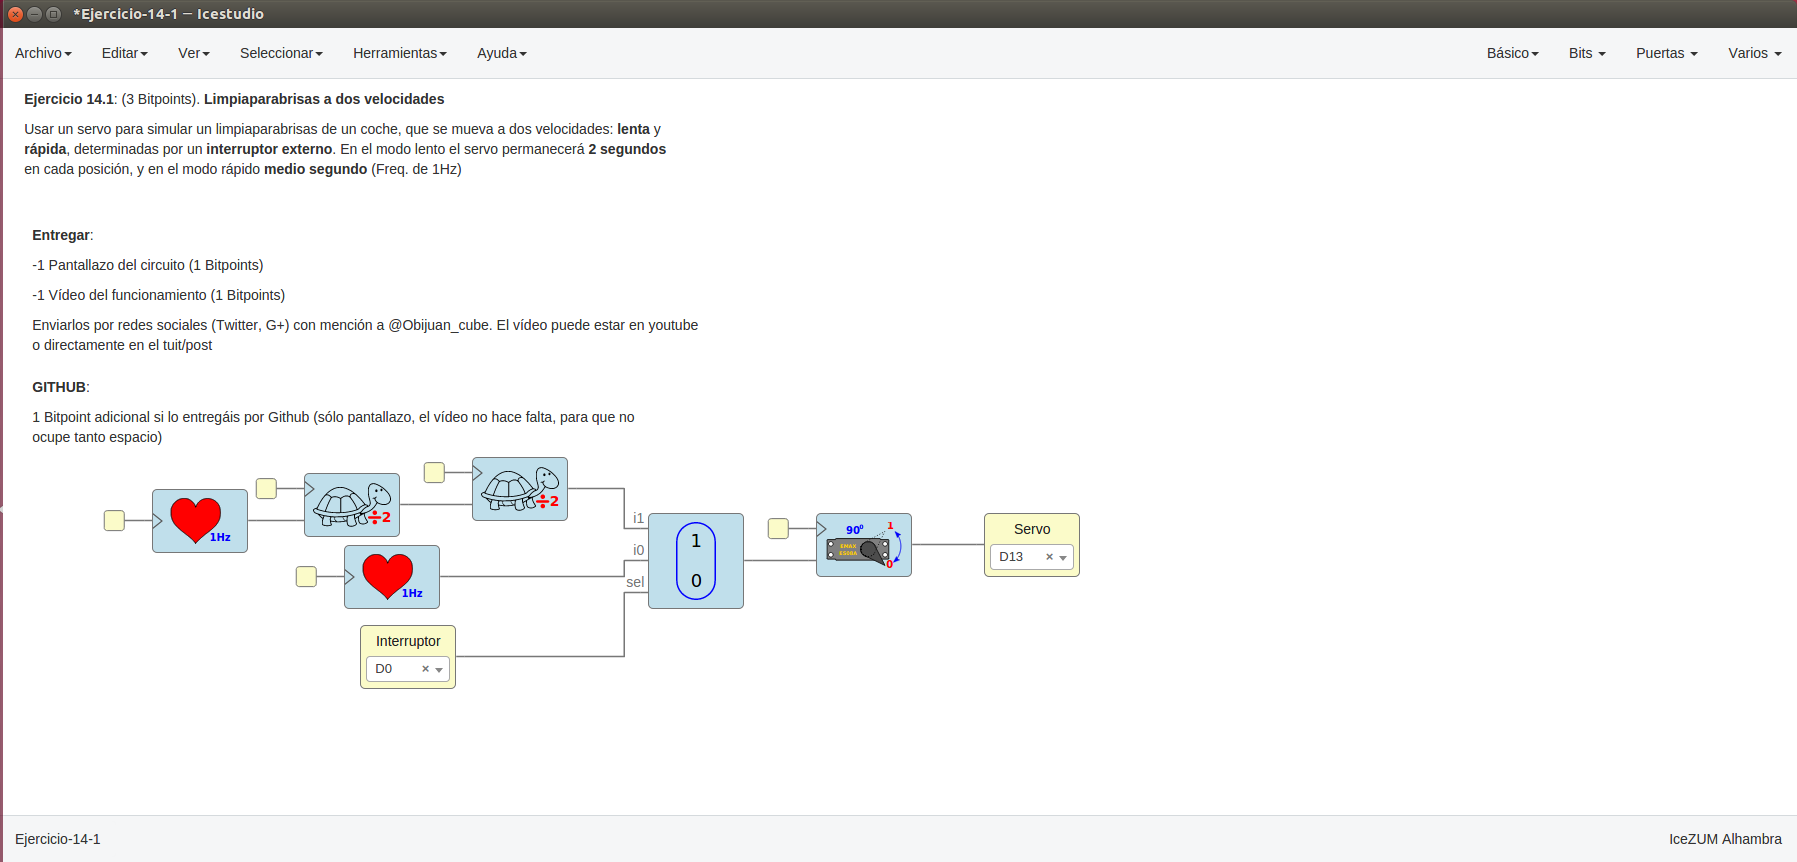 *Ejercicio-14-1 — Icestudio
Archivo Editar Ver Seleccionar Herramientas Ayuda Básico Bits Puertas Varios
Ejercicio 14.1: (3 Bitpoints). Limpiaparabrisas a dos velocidades
Usar un servo para simular un limpiaparabrisas de un coche, que se mueva a dos velocidades: lenta y
rápida, determinadas por un interruptor externo. En el modo lento el servo permanecerá 2 segundos
en cada posición, y en el modo rápido medio segundo (Freq. de 1Hz)
Entregar:
-1 Pantallazo del circuito (1 Bitpoints)
-1 Vídeo del funcionamiento (1 Bitpoints)
Enviarlos por redes sociales (Twitter, G+) con mención a @Obijuan_cube. El vídeo puede estar en youtube
o directamente en el tuit/post
GITHUB:
1 Bitpoint adicional si lo entregáis por Github (sólo pantallazo, el vídeo no hace falta, para que no
ocupe tanto espacio)
1Hz
÷2
÷2
1Hz
i1
i0
sel
1
0
90⁰
1
0
EMAX
ES08A
Servo
D13 ×
Interruptor
D0 ×
Ejercicio-14-1
IceZUM Alhambra